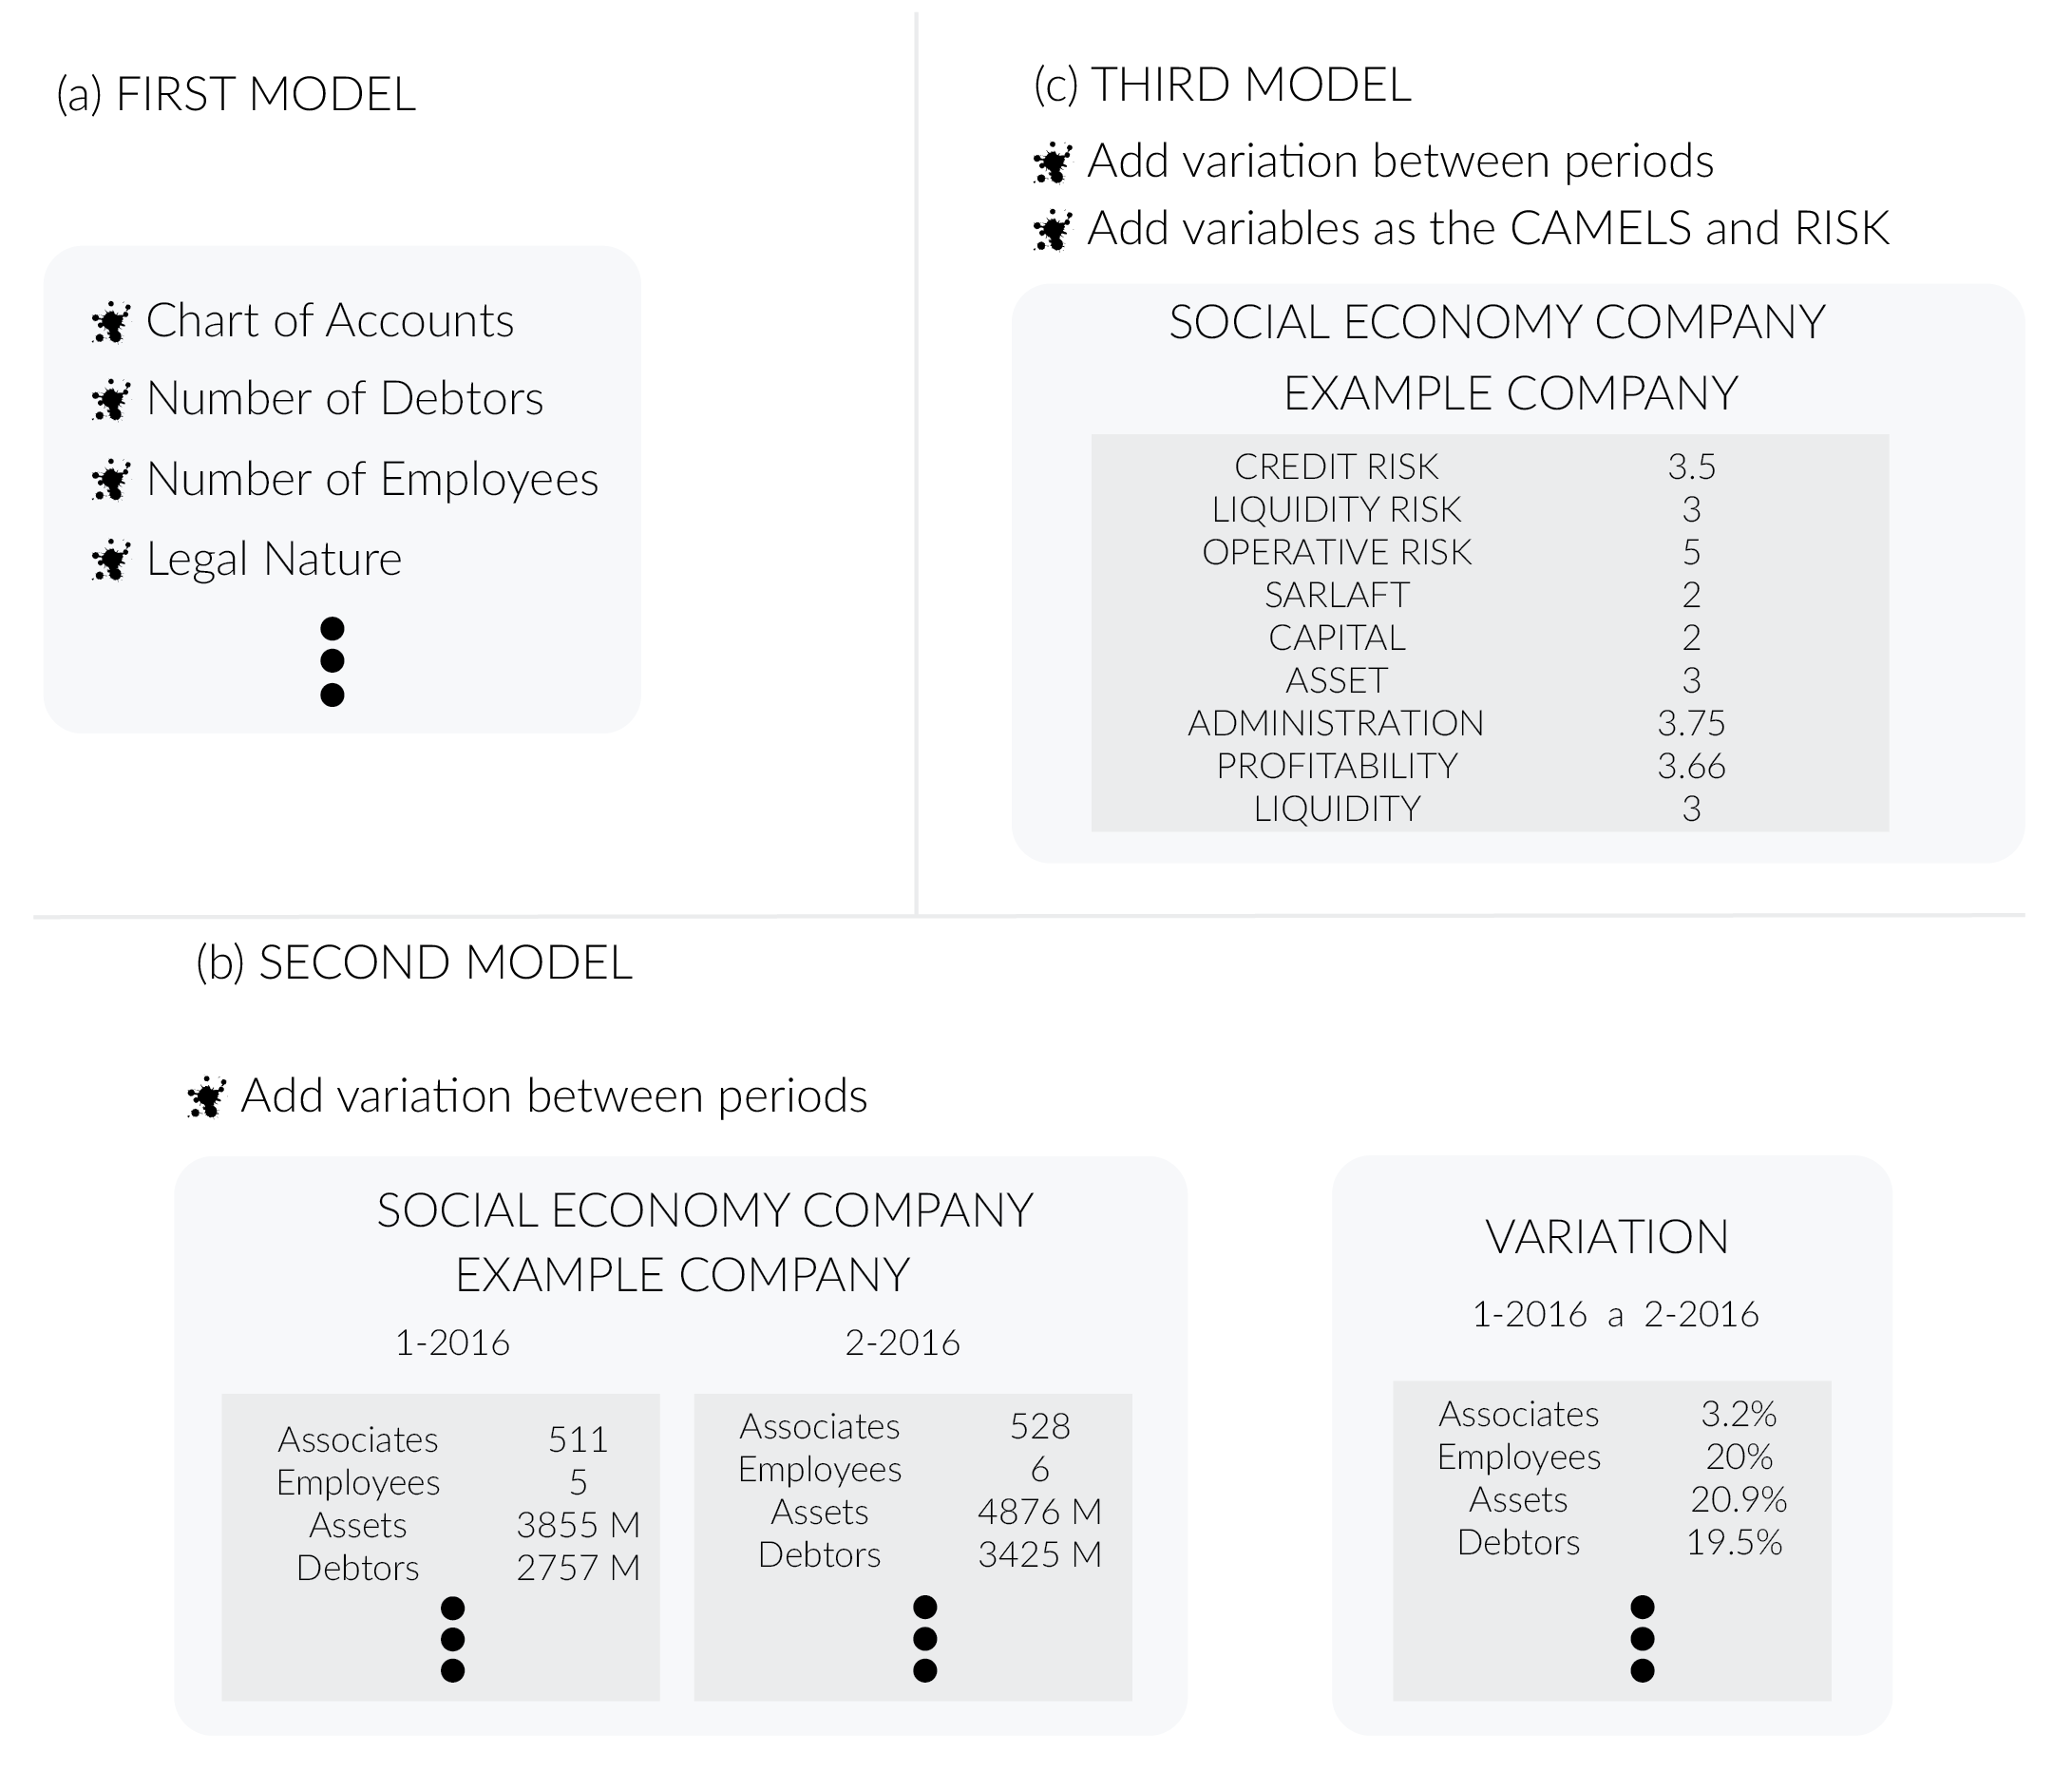 (a) FIRST MODEL
Chart of Accounts
Number of Debtors
Number of Employees
Legal Nature
(c) THIRD MODEL
Add variation between periods
Add variables as the CAMELS and RISK
SOCIAL ECONOMY COMPANY
EXAMPLE COMPANY
CREDIT RISK 3.5
LIQUIDITY RISK 3
OPERATIVE RISK 5
SARLAFT 2
CAPITAL 2
ASSET 3
ADMINISTRATION 3.75
PROFITABILITY 3.66
LIQUIDITY 3
(b) SECOND MODEL
Add variation between periods
SOCIAL ECONOMY COMPANY
EXAMPLE COMPANY
1-2016
Associates 511
Employees 5
Assets 3855 M
Debtors 2757 M
2-2016
Associates 528
Employees 6
Assets 4876 M
Debtors 3425 M
VARIATION
1-2016 a 2-2016
Associates 3.2%
Employees 20%
Assets 20.9%
Debtors 19.5%